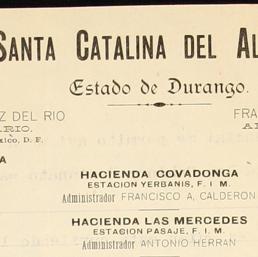 SANTA CATALINA DEL AL
Estado de Durango.
Z DEL RIO
FRA
ARIO.
A
xico, D. F.
A
HACIENDA COVADONGA
ESTACION YERBANIS, F. I M.
Administrador FRANCISCO A, CALDERON
HACIENDA LAS MERCEDES
ESTACION PASAJE, F. I M.
Administrador ANTONIO HERRAN